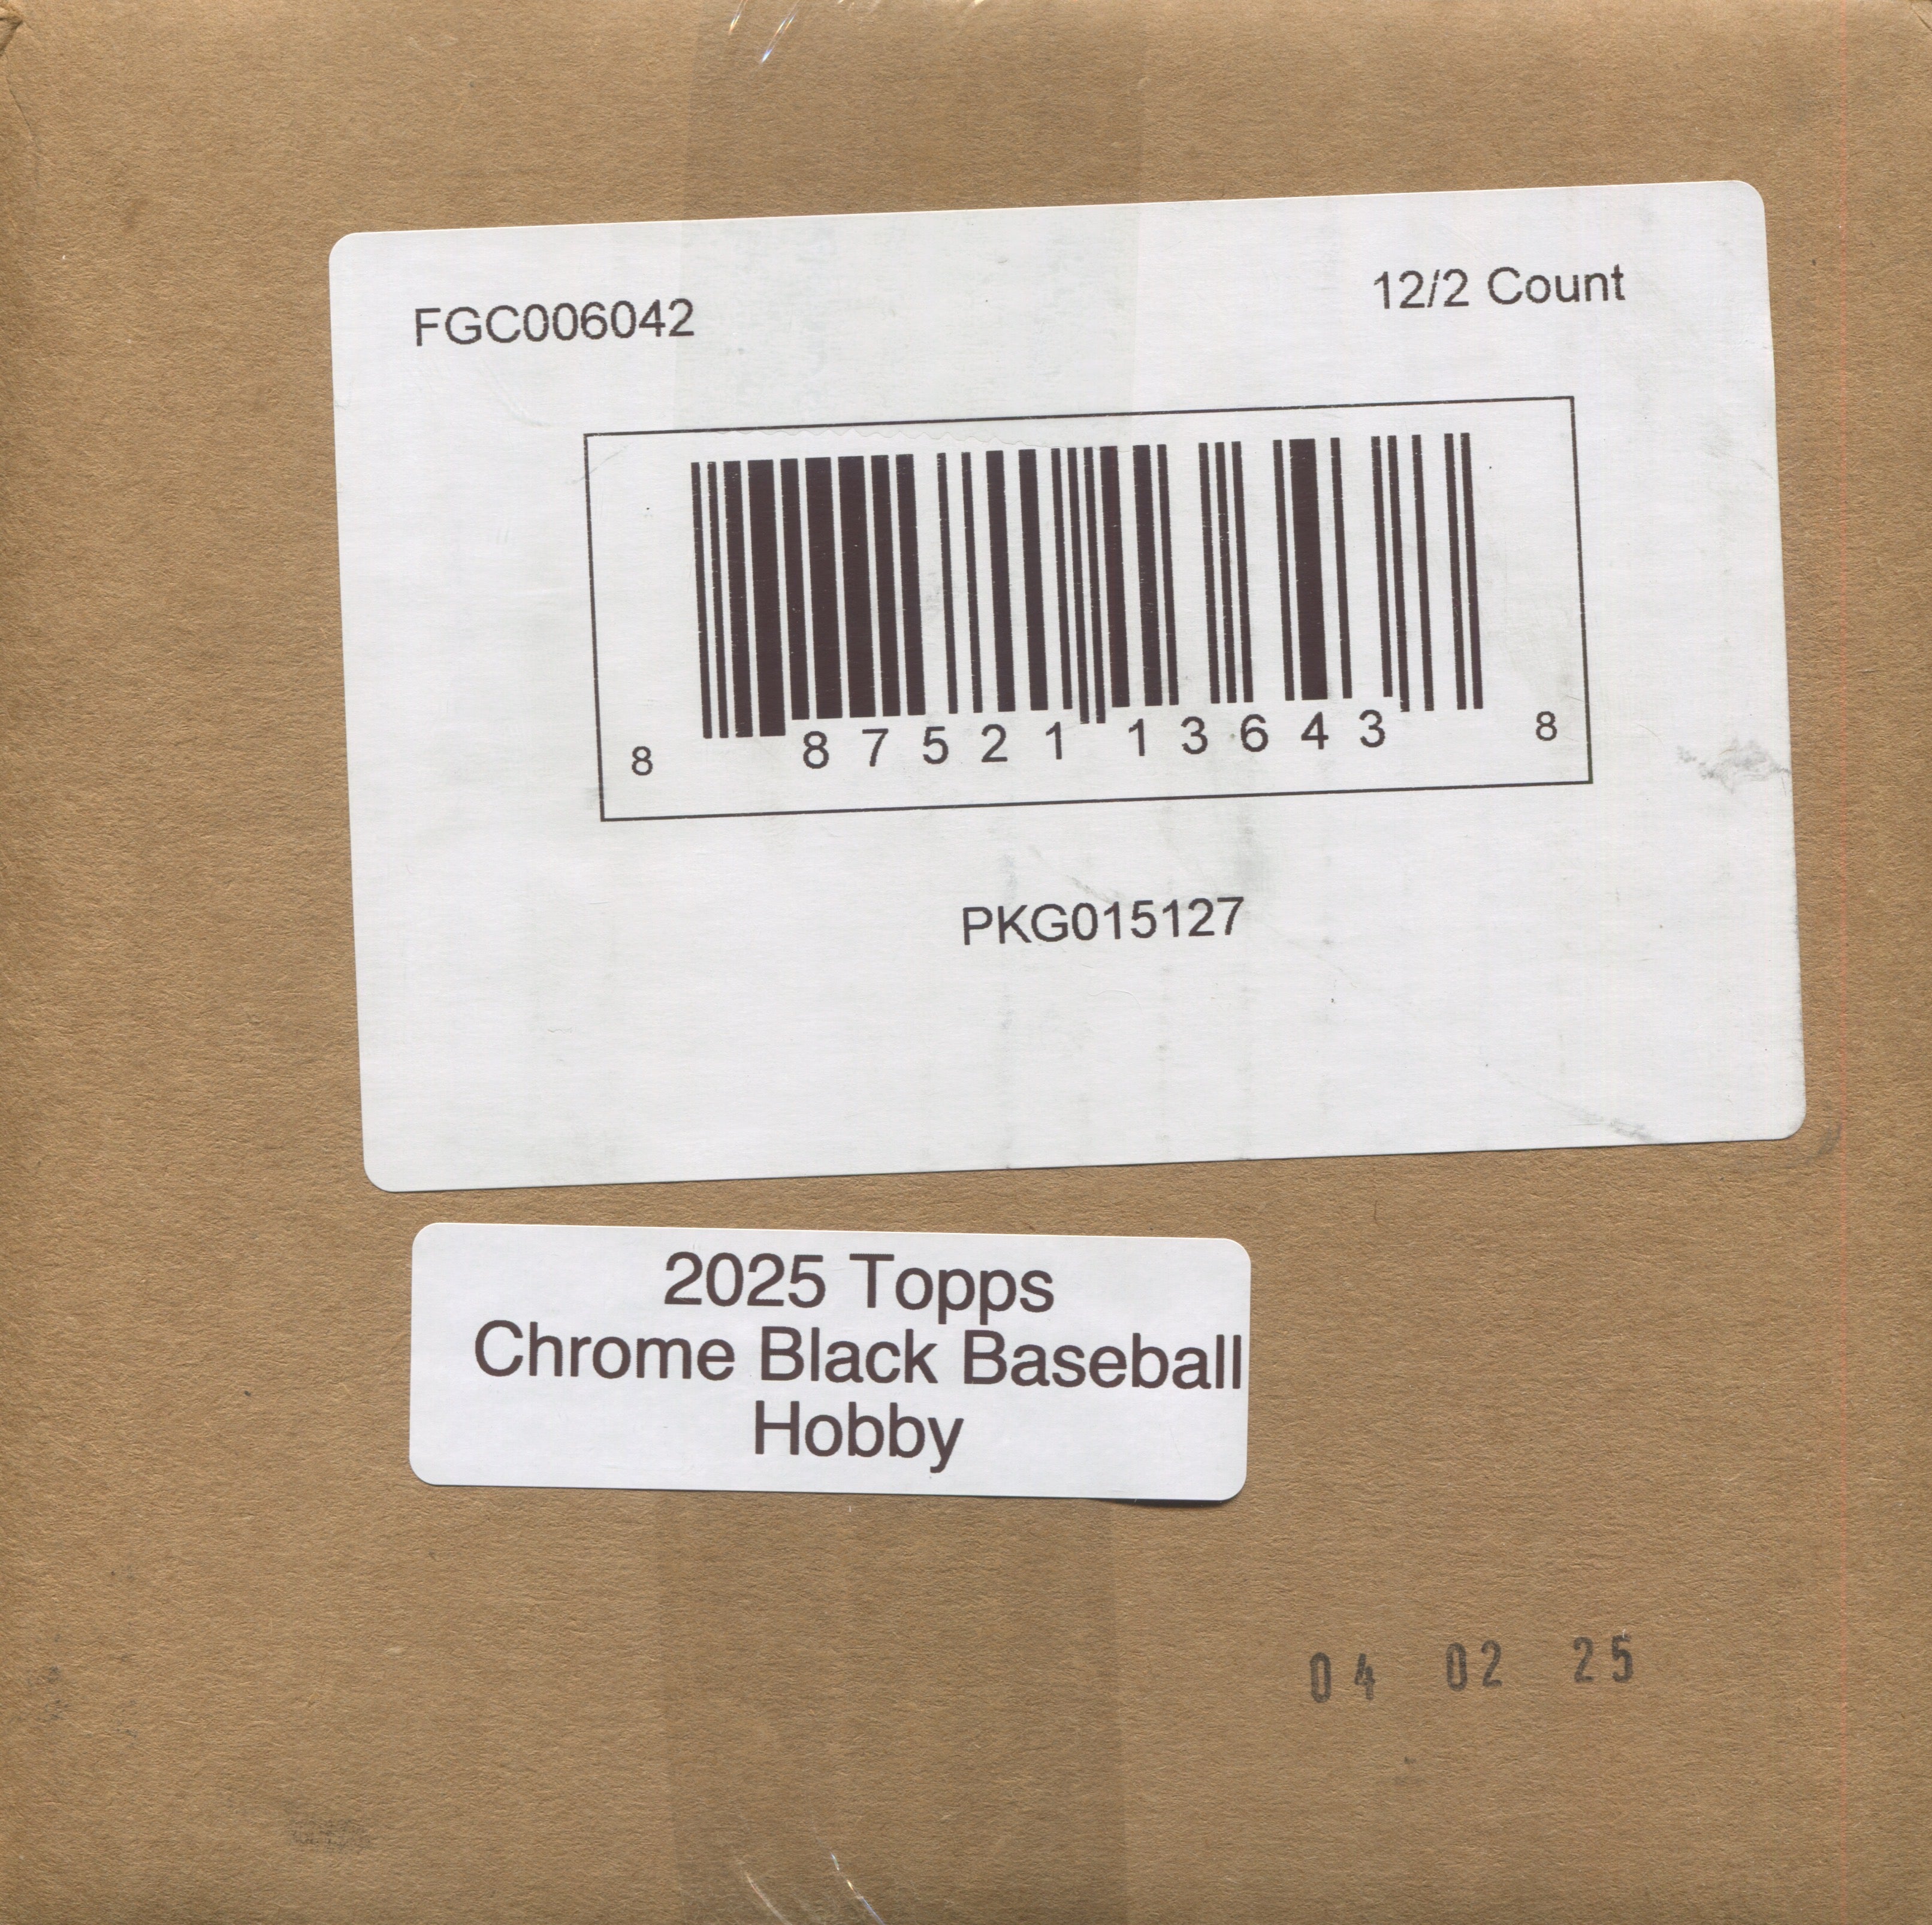 FGC006042 12/2 Count
8 87521 13643 8
PKG015127
2025 Topps
Chrome Black Baseball
Hobby
04 02 25